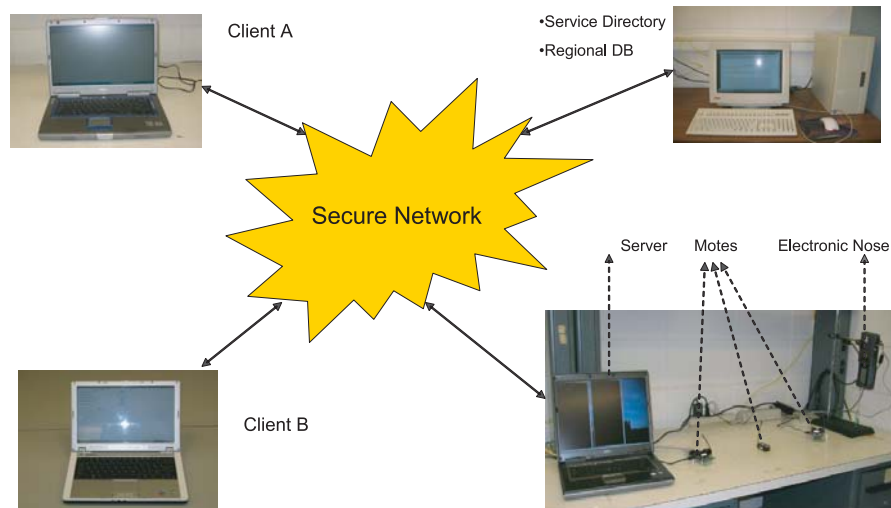 Client A
•Service Directory
•Regional DB
Secure Network
Server
Motes
Electronic Nose
Client B